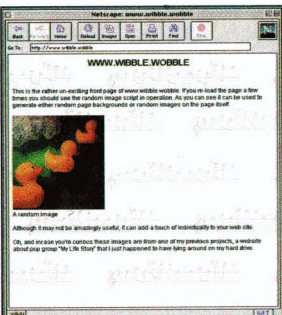 Netscape: www.wibble.wobble
Back Forward Home Reload Images Open Print Find Stop
Go To: http://www.wibble.wobble
WWW.WIBBLE.WOBBLE
This is the rather un-exciting front page of www.wibble.wobble. If you re-load the page a few
times you should see the random image script in operation. As you can see it can be used to
generate either random page backgrounds or random images on the page itself.
A random image
Although it may not be amazingly useful, it can add a touch of individuality to your web site.
Oh, and incase you're curious these images are from one of my previous projects, a website
about pop group "My Life Story" that I just happened to have lying around on my hard drive.